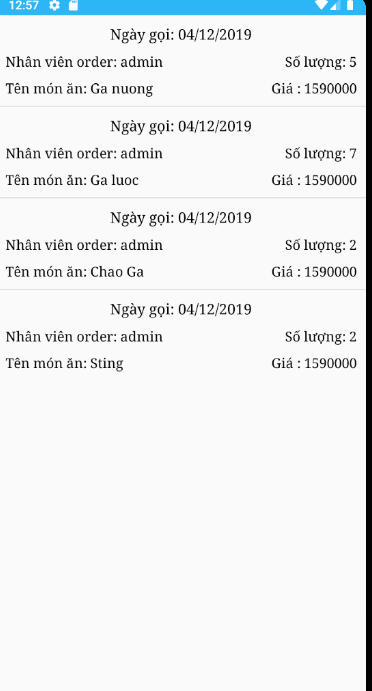 12:57
Ngày gọi: 04/12/2019
Nhân viên order: admin Số lượng: 5
Tên món ăn: Ga nuong Giá : 1590000
Ngày gọi: 04/12/2019
Nhân viên order: admin Số lượng: 7
Tên món ăn: Ga luoc Giá : 1590000
Ngày gọi: 04/12/2019
Nhân viên order: admin Số lượng: 2
Tên món ăn: Chao Ga Giá : 1590000
Ngày gọi: 04/12/2019
Nhân viên order: admin Số lượng: 2
Tên món ăn: Sting Giá : 1590000